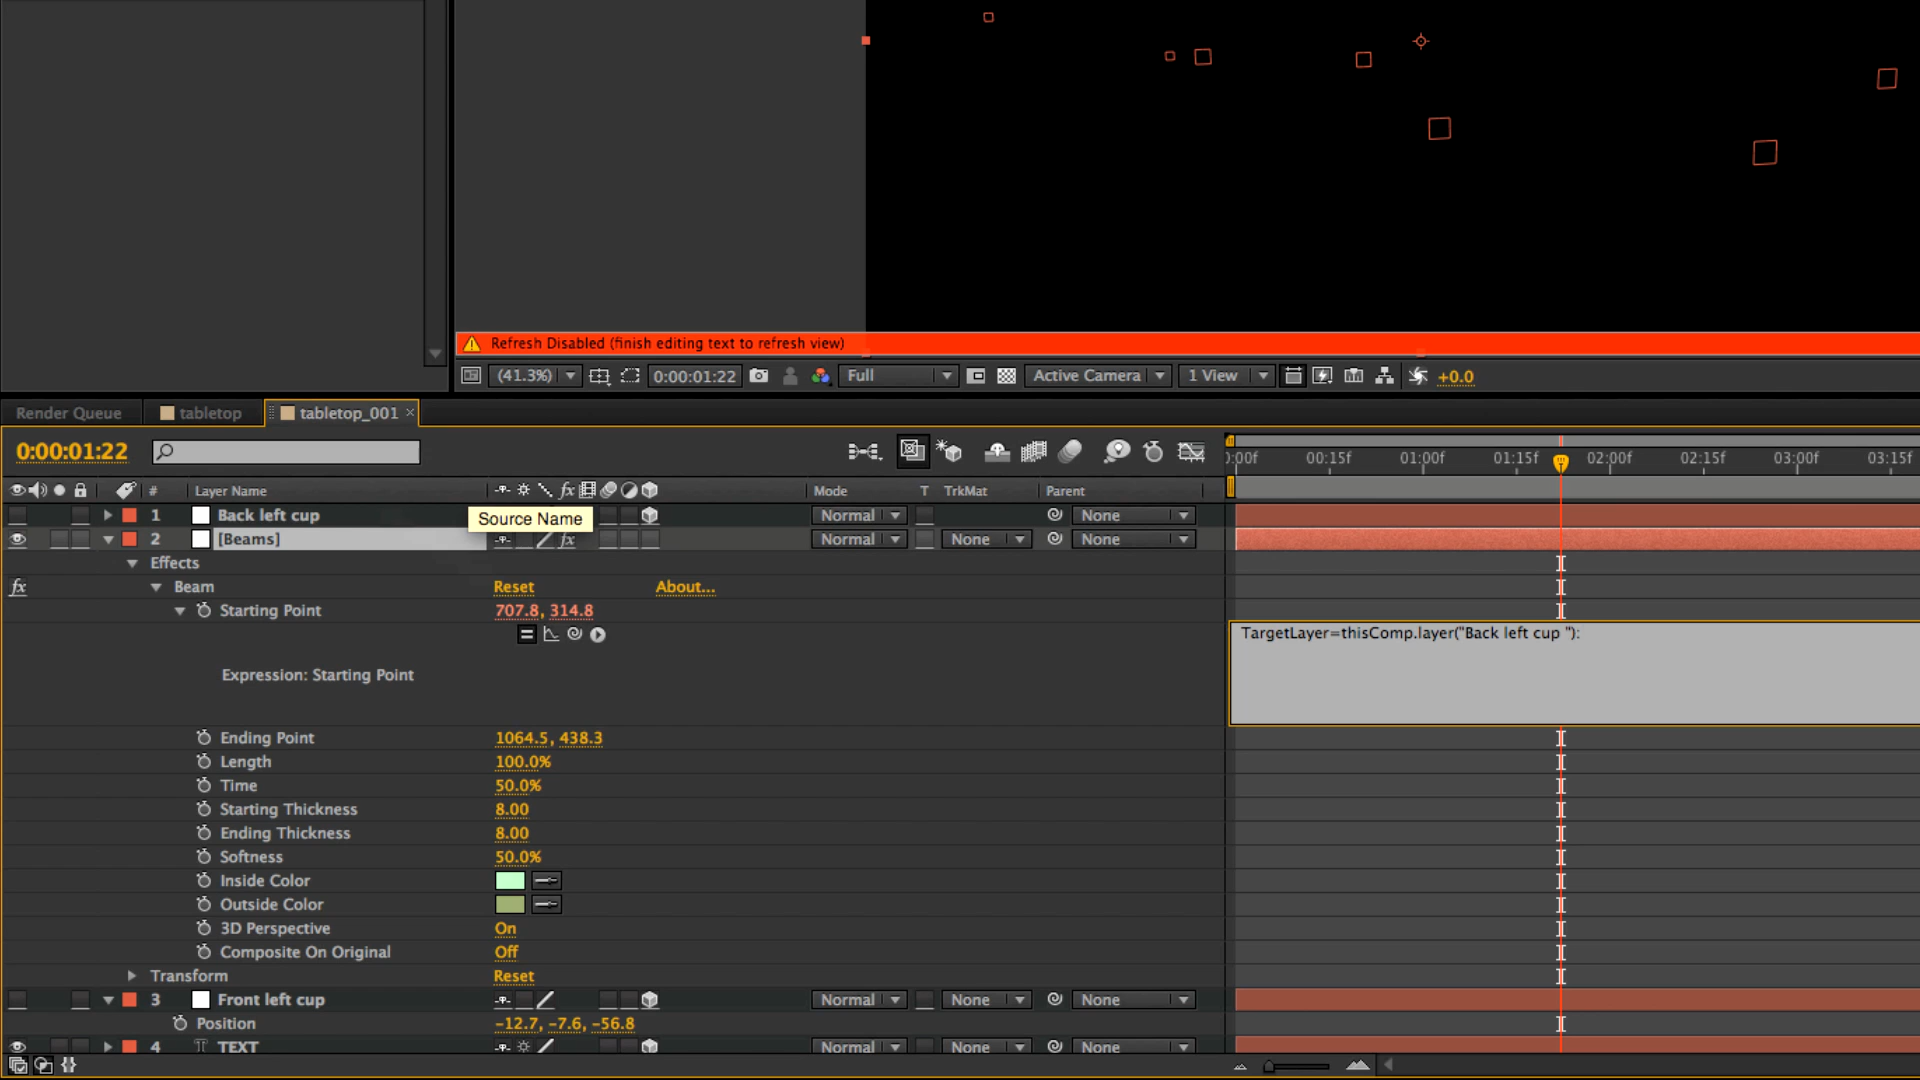 Refresh Disabled (finish editing text to refresh view)
(41.3%) 0:00:01:22 Full Active Camera 1 View +0.0
Render Queue tabletop tabletop_001 ×
0:00:01:22
):00f 00:15f 01:00f 01:15f 02:00f 02:15f 03:00f 03:15f
# Layer Name fx Mode T TrkMat Parent
1 Back left cup Normal None
Source Name
2 [Beams] fx Normal None None
Effects
fx Beam Reset About...
Starting Point 707.8, 314.8
TargetLayer=thisComp.layer("Back left cup "):
Expression: Starting Point
Ending Point 1064.5, 438.3
Length 100.0%
Time 50.0%
Starting Thickness 8.00
Ending Thickness 8.00
Softness 50.0%
Inside Color
Outside Color
3D Perspective On
Composite On Original Off
Transform Reset
3 Front left cup Normal None None
Position -12.7, -7.6, -56.8
4 T TEXT Normal None None